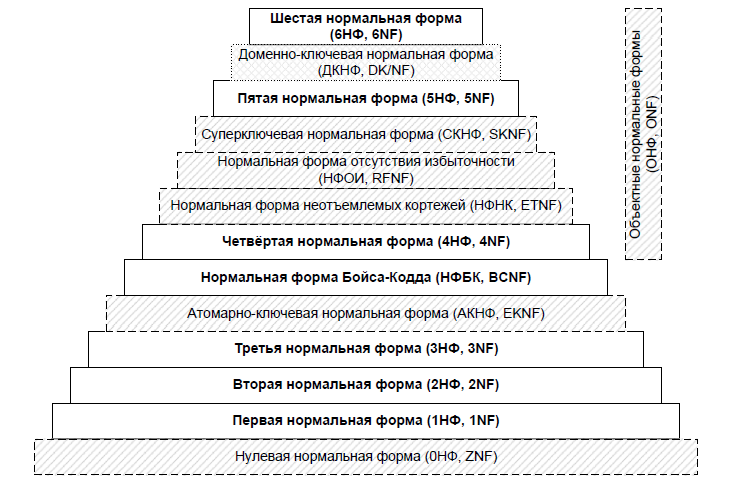 Шестая нормальная форма
(6НФ, 6NF)
Доменно-ключевая нормальная форма
(ДКНФ, DK/NF)
Пятая нормальная форма (5НФ, 5NF)
Суперключевая нормальная форма (СКНФ, SKNF)
Нормальная форма отсутствия избыточности
(НФОИ, RFNF)
Нормальная форма неотъемлемых кортежей (НФНК, ETNF)
Четвёртая нормальная форма (4НФ, 4NF)
Нормальная форма Бойса-Кодда (НФБК, BCNF)
Атомарно-ключевая нормальная форма (АКНФ, EKNF)
Третья нормальная форма (3НФ, 3NF)
Вторая нормальная форма (2НФ, 2NF)
Первая нормальная форма (1НФ, 1NF)
Нулевая нормальная форма (0НФ, ZNF)
Объектные нормальные формы
(ОНФ, ONF)